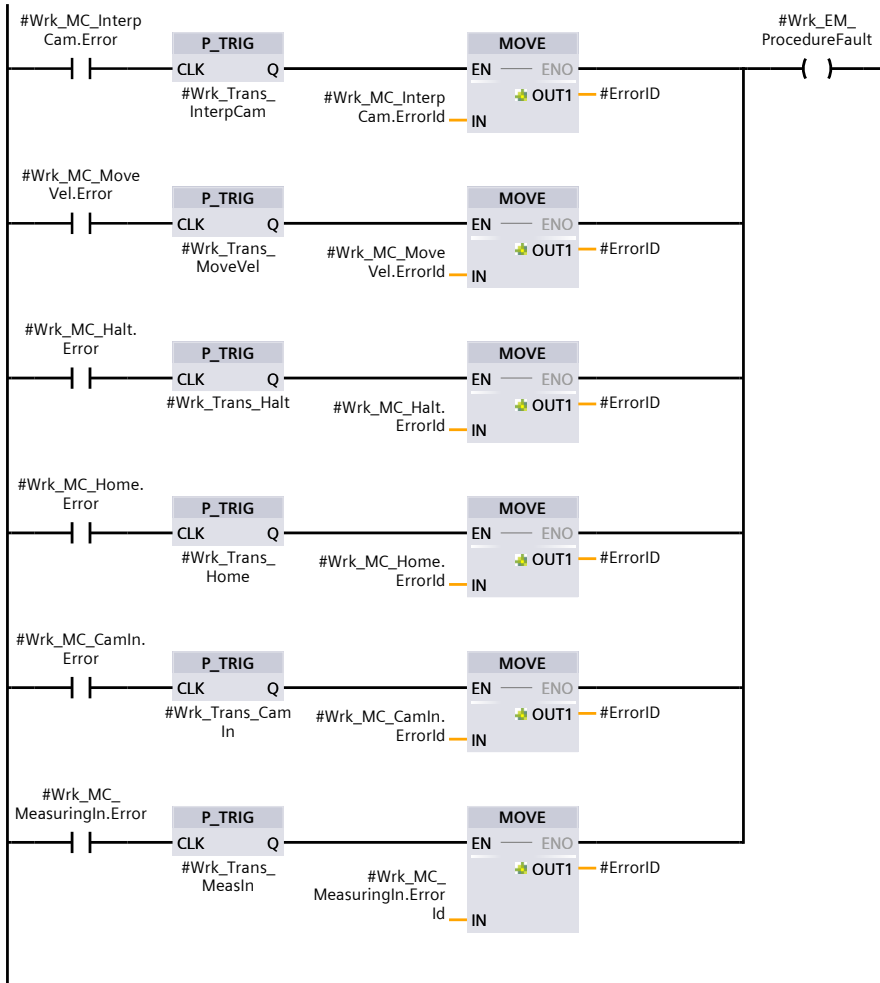 #Wrk_MC_Interp
Cam.Error
P_TRIG
CLK Q
#Wrk_Trans_
InterpCam
MOVE
EN ENO
OUT1
#ErrorID
#Wrk_MC_Interp
Cam.ErrorId
IN
#Wrk_EM_
ProcedureFault
#Wrk_MC_Move
Vel.Error
P_TRIG
CLK Q
#Wrk_Trans_
MoveVel
MOVE
EN ENO
OUT1
#ErrorID
#Wrk_MC_Move
Vel.ErrorId
IN
#Wrk_MC_Halt.
Error
P_TRIG
CLK Q
#Wrk_Trans_Halt
MOVE
EN ENO
OUT1
#ErrorID
#Wrk_MC_Halt.
ErrorId
IN
#Wrk_MC_Home.
Error
P_TRIG
CLK Q
#Wrk_Trans_
Home
MOVE
EN ENO
OUT1
#ErrorID
#Wrk_MC_Home.
ErrorId
IN
#Wrk_MC_CamIn.
Error
P_TRIG
CLK Q
#Wrk_Trans_Cam
In
MOVE
EN ENO
OUT1
#ErrorID
#Wrk_MC_CamIn.
ErrorId
IN
#Wrk_MC_
MeasuringIn.Error
P_TRIG
CLK Q
#Wrk_Trans_
MeasIn
MOVE
EN ENO
OUT1
#ErrorID
#Wrk_MC_
MeasuringIn.Error
Id
IN